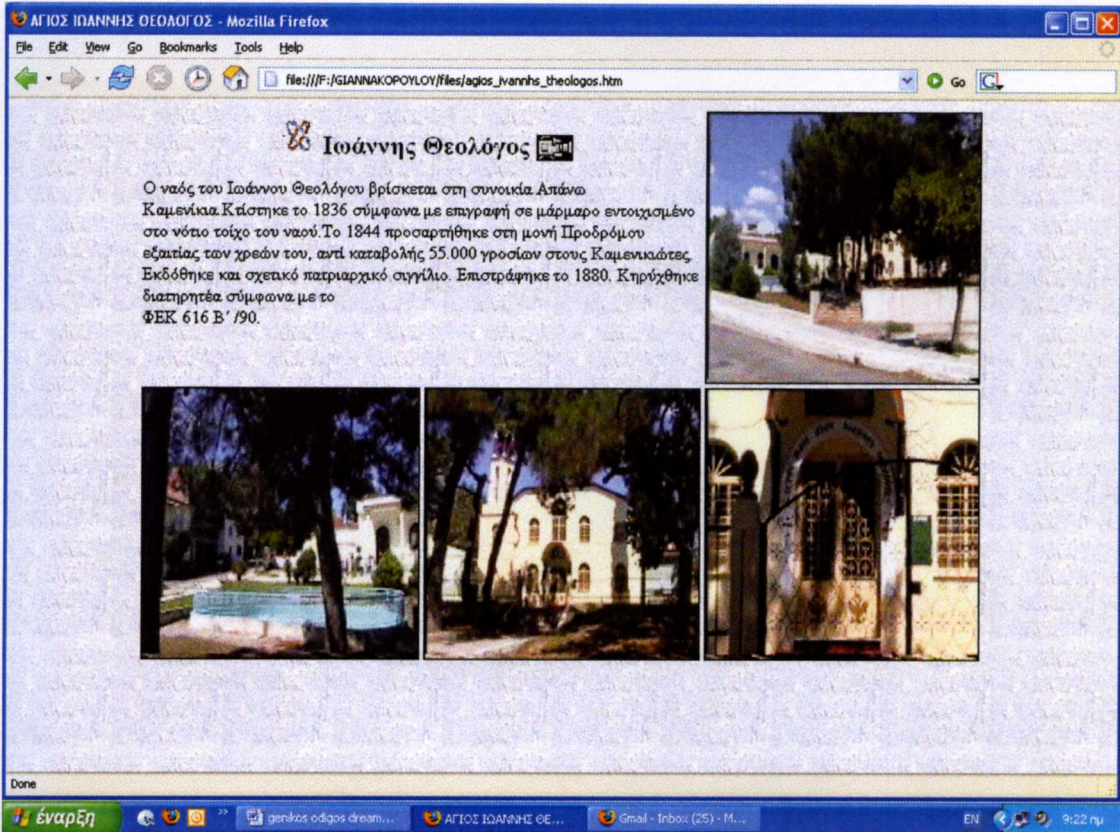 ΑΓΙΟΣ ΙΩΑΝΝΗΣ ΘΕΟΛΟΓΟΣ - Mozilla Firefox
File Edit View Go Bookmarks Tools Help
file:///F:/GIANNAKOPOYLOY/files/agios_ivannhs_theologos.htm Go
Ιωάννης Θεολόγος
Ο ναός του Ιωάννου Θεολόγου βρίσκεται στη συνοικία Απάνω
Καμενίκια.Κτίστηκε το 1836 σύμφωνα με επιγραφή σε μάρμαρο εντοιχισμένο
στο νότιο τοίχο του ναού.Το 1844 προσαρτήθηκε στη μονή Προδρόμου
εξαιτίας των χρεών του, αντί καταβολής 55.000 γροσίων στους Καμενικιώτες.
Εκδόθηκε και σχετικό πατριαρχικό σιγγίλιο. Επιστράφηκε το 1880. Κηρύχθηκε
διατηρητέα σύμφωνα με το
ΦΕΚ 616 Β΄ /90.
Done
έναρξη genikos odigos dream... ΑΓΙΟΣ ΙΩΑΝΝΗΣ ΘΕ... Gmail - Inbox (25) - M... EN 9:22 πμ